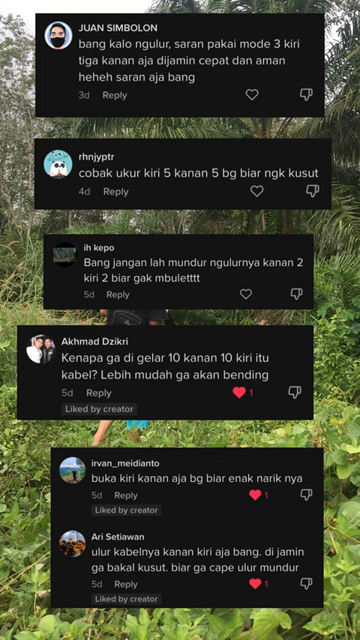 JUAN SIMBOLON
bang kalo ngulur, saran pakai mode 3 kiri
tiga kanan aja dijamin cepat dan aman
heheh saran aja bang
3d Reply
rhnjyptr
cobak ukur kiri 5 kanan 5 bg biar ngk kusut
4d Reply
ih kepo
Bang jangan lah mundur ngulurnya kanan 2
kiri 2 biar gak mbuletttt
5d Reply
Akhmad Dzikri
Kenapa ga di gelar 10 kanan 10 kiri itu
kabel? Lebih mudah ga akan bending
5d Reply 1
Liked by creator
irvan_meidianto
buka kiri kanan aja bg biar enak narik nya
5d Reply 1
Liked by creator
Ari Setiawan
ulur kabelnya kanan kiri aja bang. di jamin
ga bakal kusut. biar ga cape ulur mundur
5d Reply 1
Liked by creator